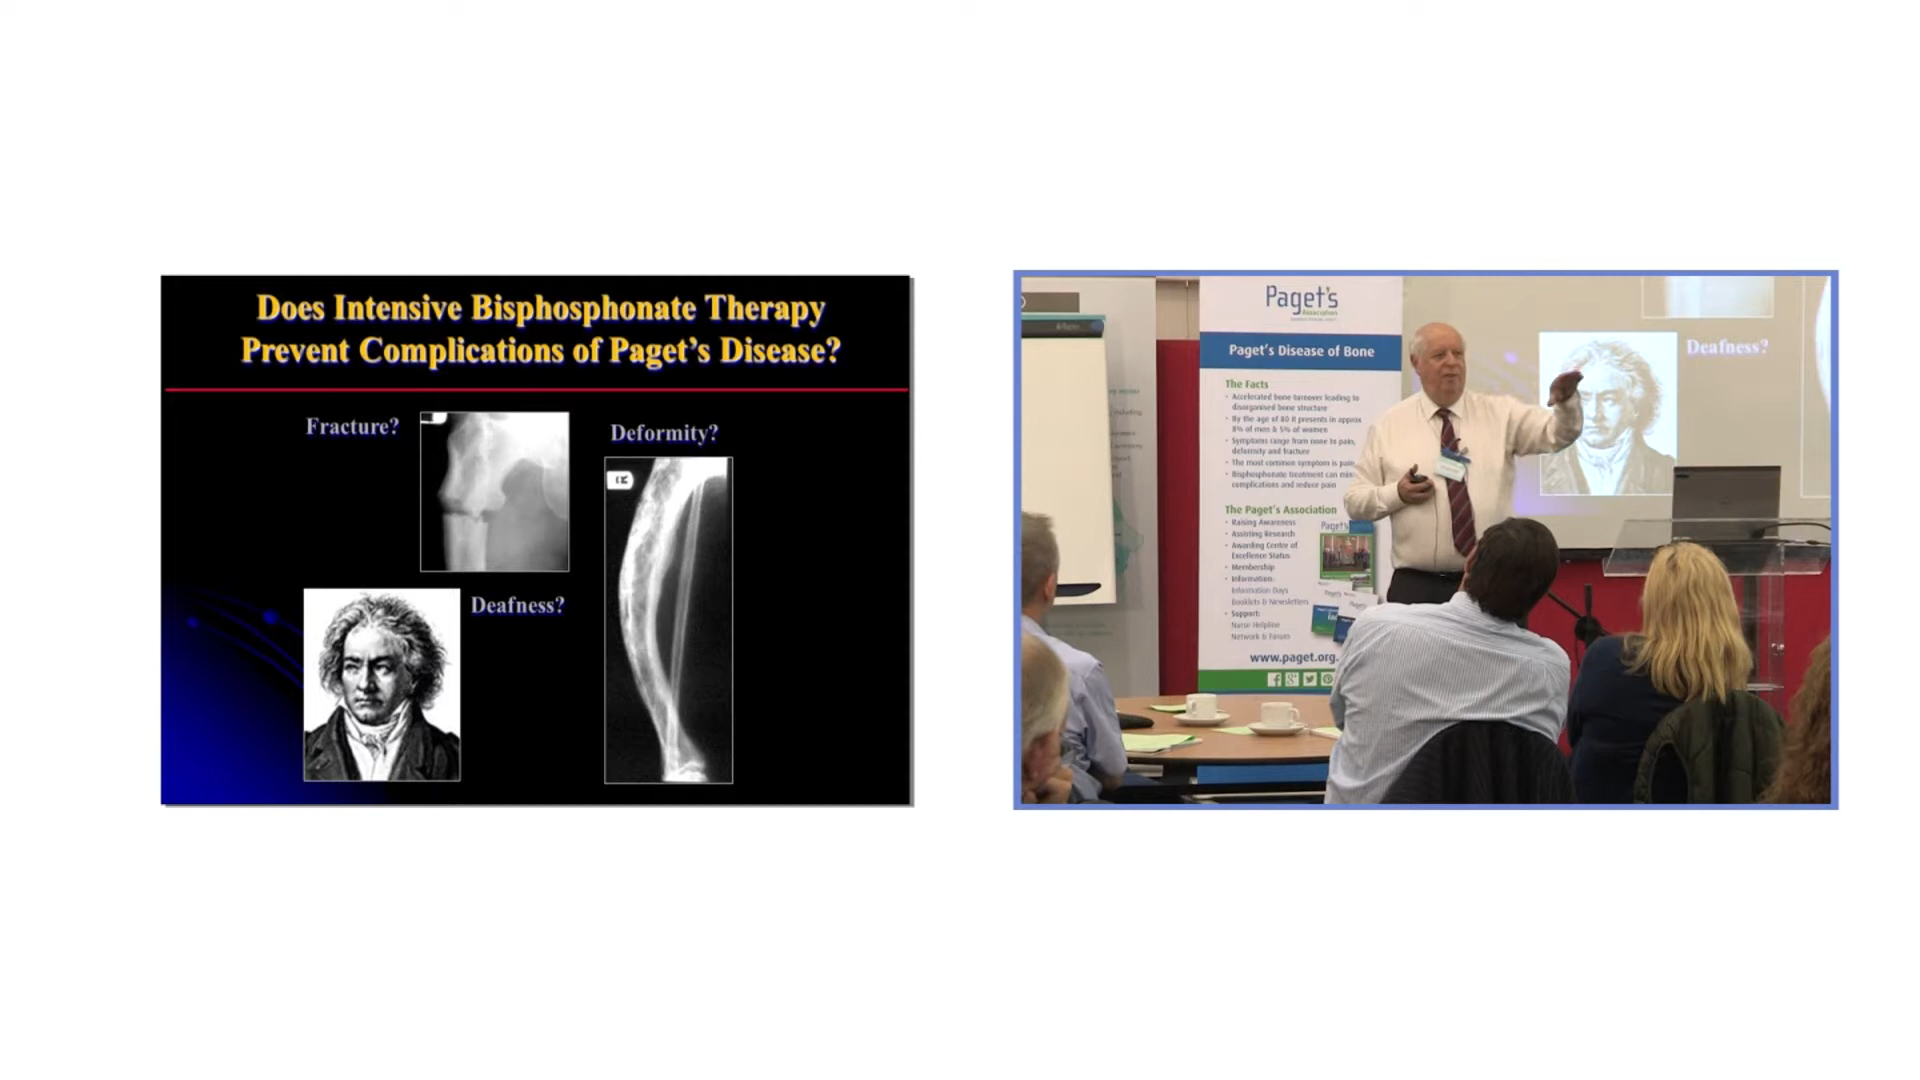 Does Intensive Bisphosphonate Therapy
Prevent Complications of Paget's Disease?
Fracture?
Deformity?
Deafness?
Paget's
Association
Paget's Disease of Bone
The Facts
• Accelerated bone turnover leading to
disorganised bone structure
• By the age of 80 it presents in approx
8% of men & 5% of women
• Symptoms range from none to pain,
deformity and fracture
• The most common symptom is pain
• Bisphosphonate treatment can
complications and reduce pain
The Paget's Association
• Raising Awareness
• Assisting Research
• Awarding Centre of
Excellence Status
• Membership
• Information:
Information Days
Booklets & Newsletters
• Support:
Nurse Helpline
Network & Forum
Paget's
www.paget.org.
Deafness?